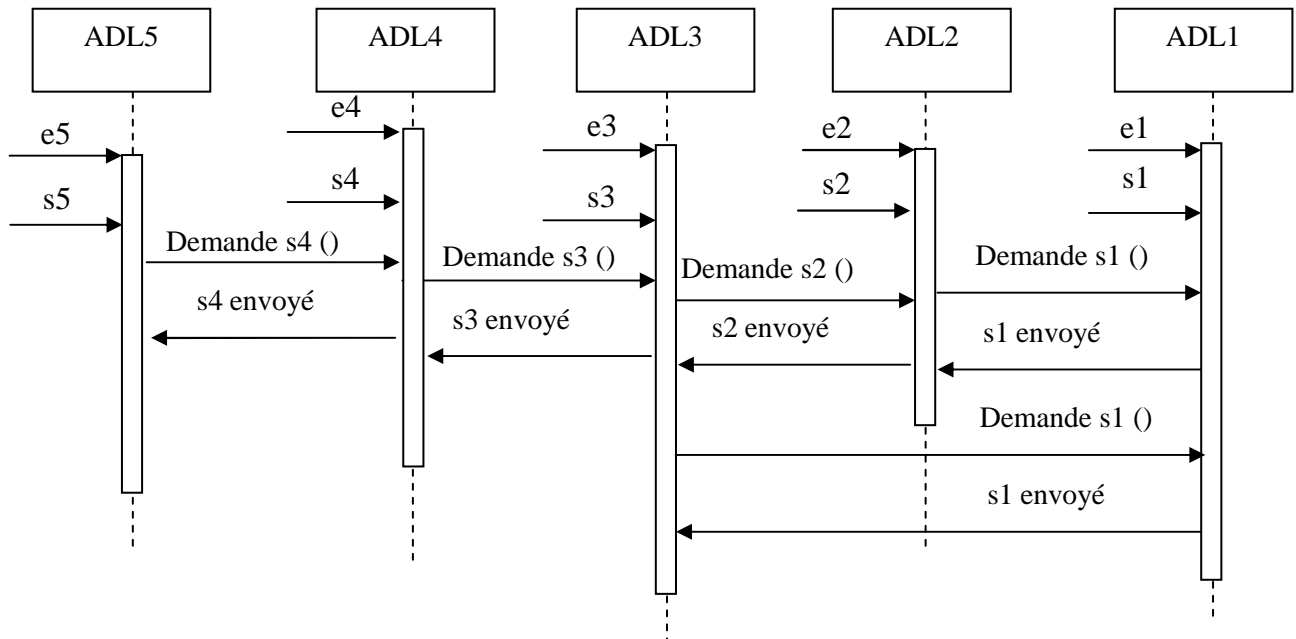 ADL5
ADL4
ADL3
ADL2
ADL1
e4
e5
e3
e2
e1
s4
s5
s3
s2
s1
Demande s4 ()
Demande s3 ()
Demande s2 ()
Demande s1 ()
s4 envoyé
s3 envoyé
s2 envoyé
s1 envoyé
Demande s1 ()
s1 envoyé